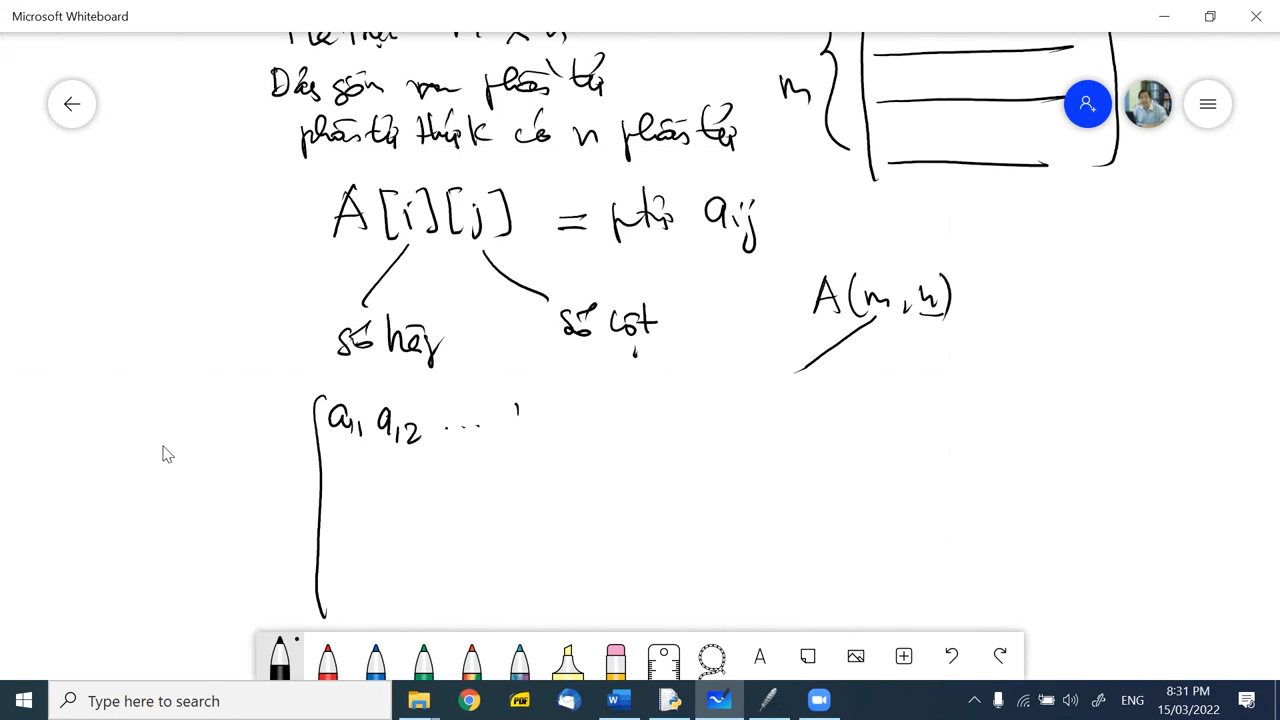 Microsoft Whiteboard
m
Dãy gồm m phần tử
phần tử thứ k có n phần tử
A[i][j] = ptử aij
A(m, n)
số hàng
số cột
a11 a12 ...
Type here to search
PDF
ENG
8:31 PM
15/03/2022